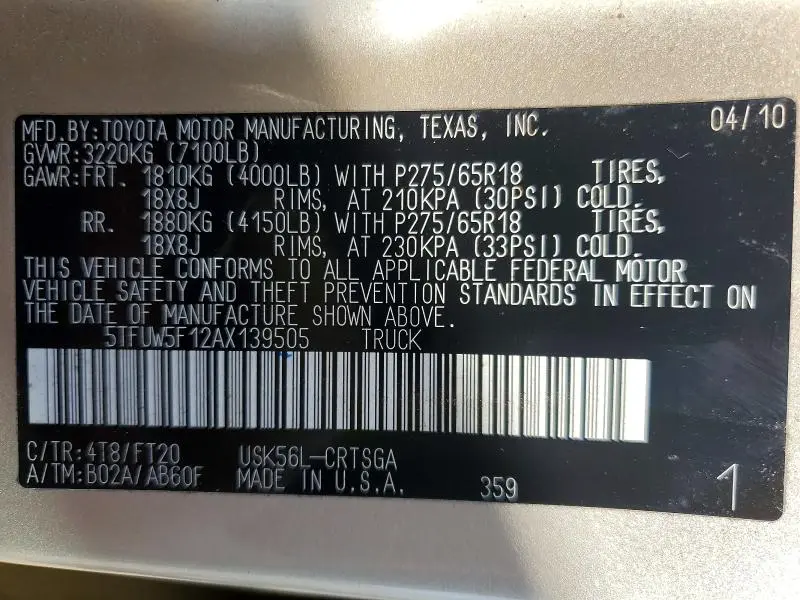 MFD.BY:TOYOTA MOTOR MANUFACTURING, TEXAS, INC. 04/10
GVWR:3220KG (7100LB)
GAWR:FRT. 1810KG (4000LB) WITH P275/65R18 TIRES,
18X8J RIMS, AT 210KPA (30PSI) COLD.
RR. 1880KG (4150LB) WITH P275/65R18 TIRES,
18X8J RIMS, AT 230KPA (33PSI) COLD.
THIS VEHICLE CONFORMS TO ALL APPLICABLE FEDERAL MOTOR
VEHICLE SAFETY AND THEFT PREVENTION STANDARDS IN EFFECT ON
THE DATE OF MANUFACTURE SHOWN ABOVE.
5TFUW5F12AX139505 TRUCK
C/TR:4T8/FT20 USK56L-CRTSGA
A/TM:B02A/AB60F MADE IN U.S.A. 359 1